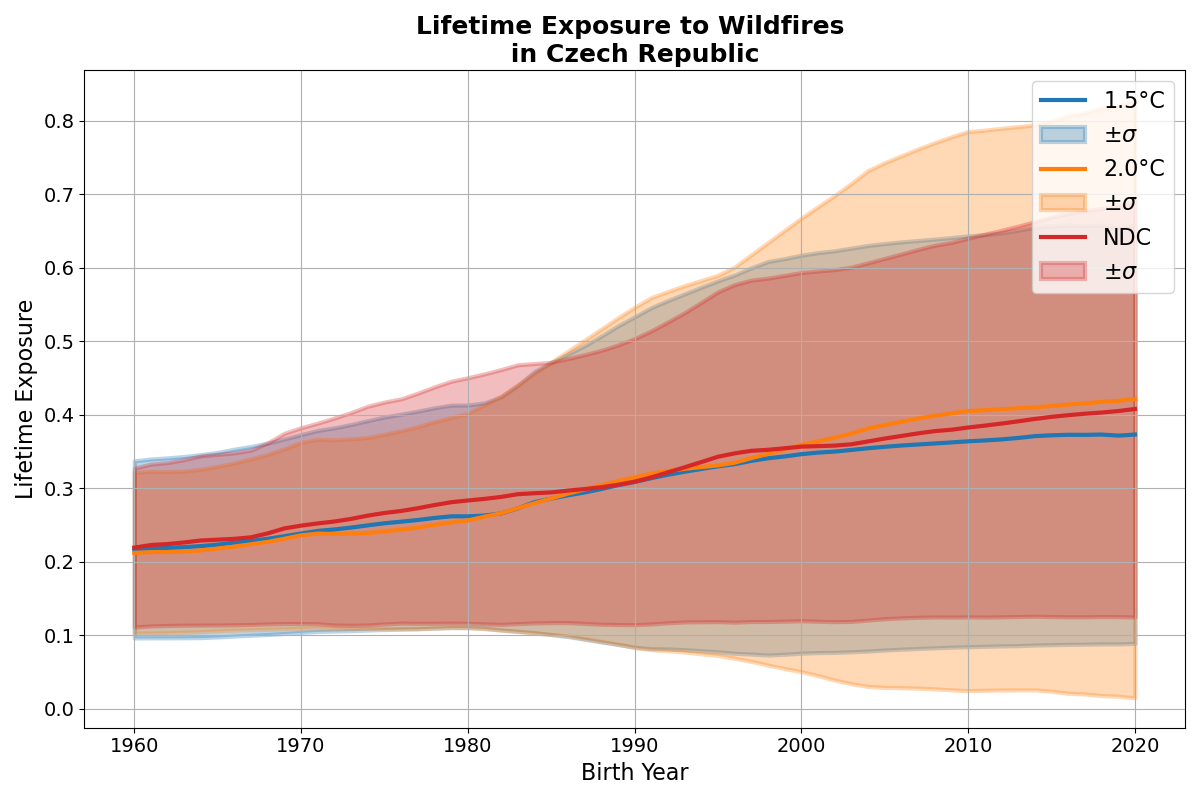 Lifetime Exposure to Wildfires
in Czech Republic
Lifetime Exposure
0.8
0.7
0.6
0.5
0.4
0.3
0.2
0.1
0.0
1960
1970
1980
1990
2000
2010
2020
Birth Year
1.5°C
±σ
2.0°C
±σ
NDC
±σ